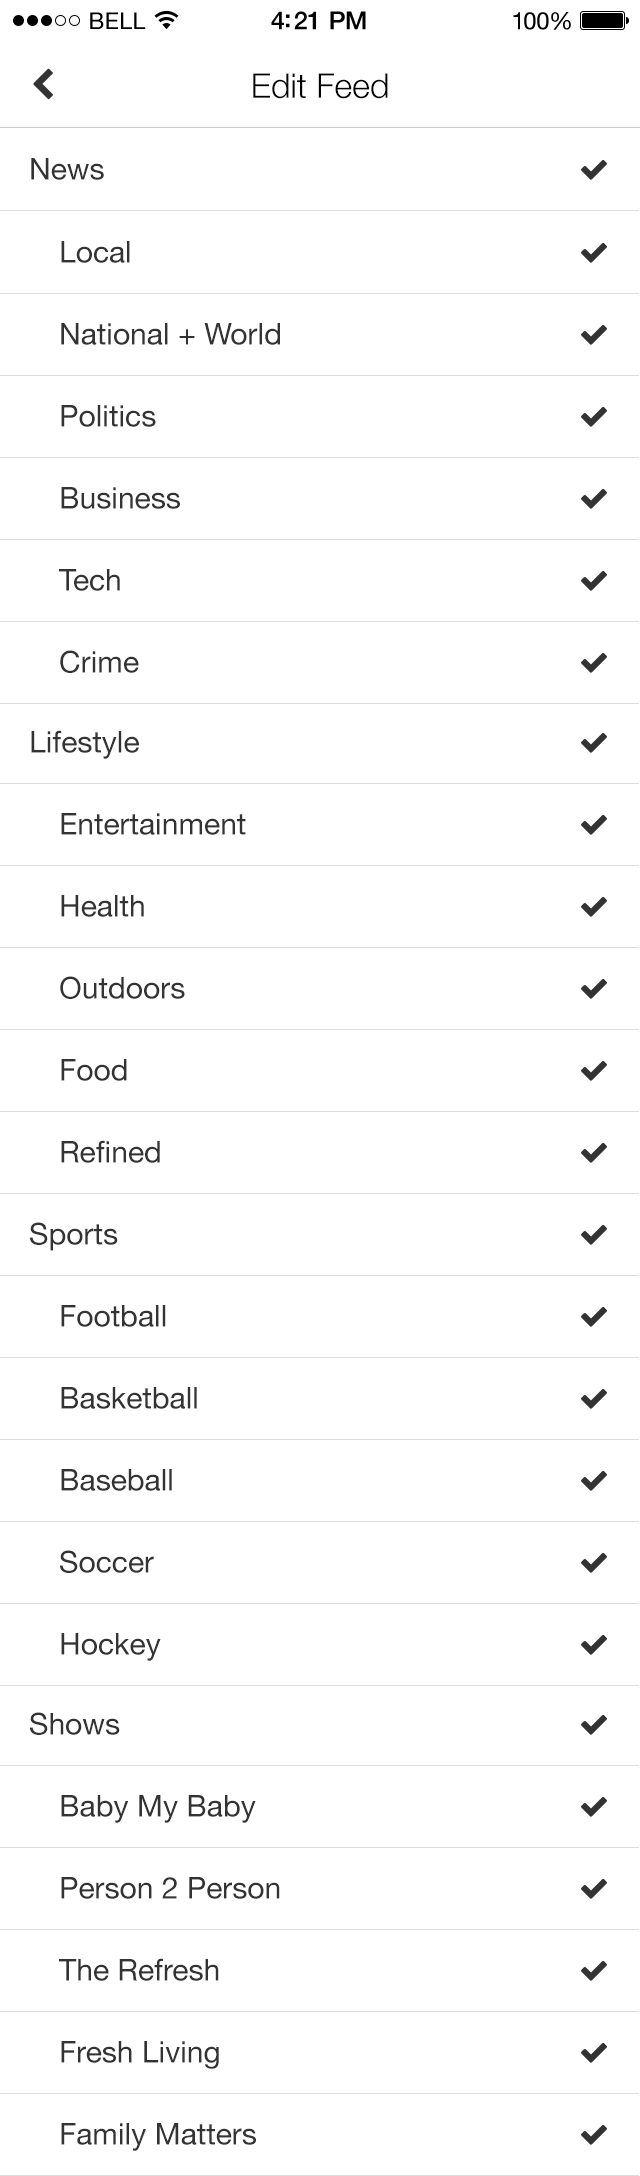 BELL 4:21 PM 100%
Edit Feed
News
Local
National + World
Politics
Business
Tech
Crime
Lifestyle
Entertainment
Health
Outdoors
Food
Refined
Sports
Football
Basketball
Baseball
Soccer
Hockey
Shows
Baby My Baby
Person 2 Person
The Refresh
Fresh Living
Family Matters